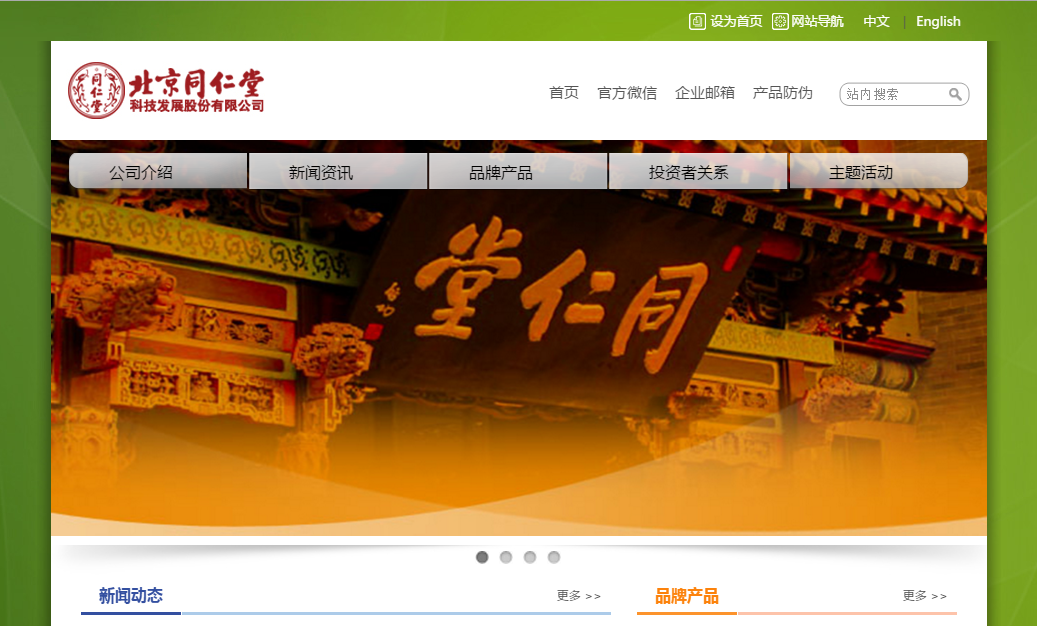 设为首页 网站导航 中文 | English
同仁堂
北京同仁堂
科技发展股份有限公司
首页 官方微信 企业邮箱 产品防伪 站内搜索
公司介绍 新闻资讯 品牌产品 投资者关系 主题活动
堂仁同
启功
新闻动态 更多 >> 品牌产品 更多 >>